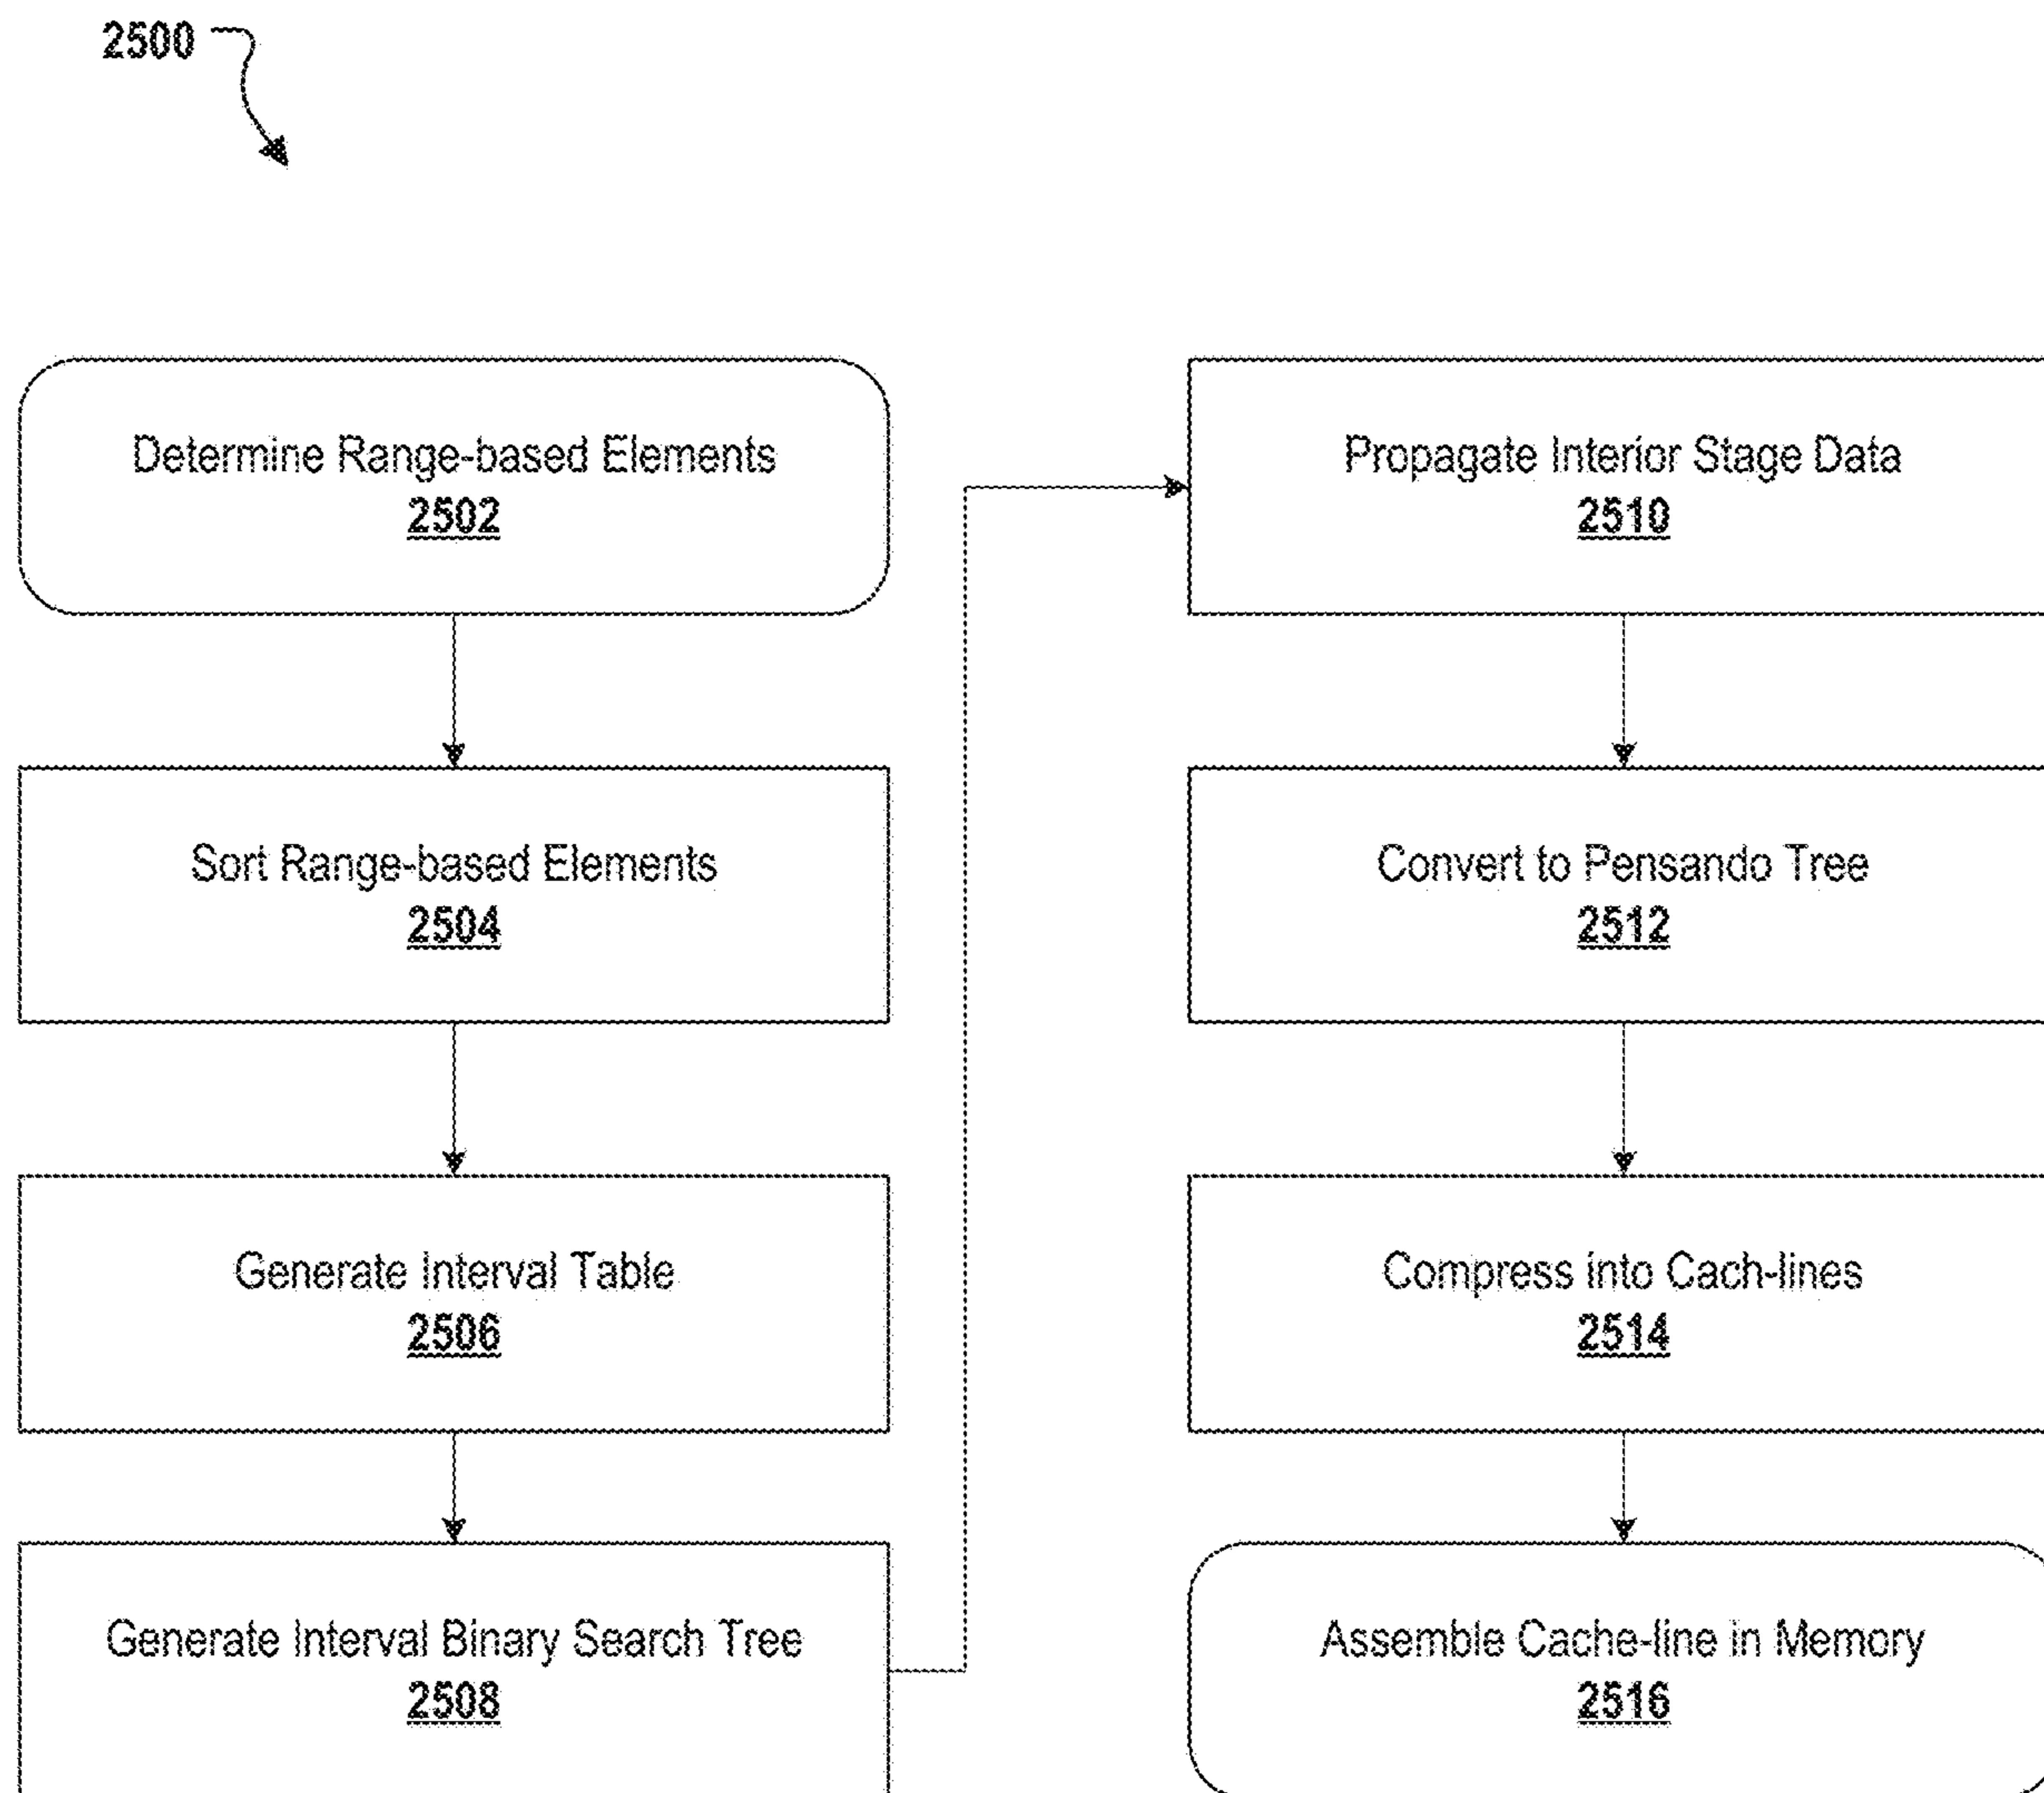 2500
Determine Range-based Elements
2502
Sort Range-based Elements
2504
Generate Interval Table
2506
Generate Interval Binary Search Tree
2508
Propagate Interior Stage Data
2510
Convert to Pensando Tree
2512
Compress into Cach-lines
2514
Assemble Cache-line in Memory
2516